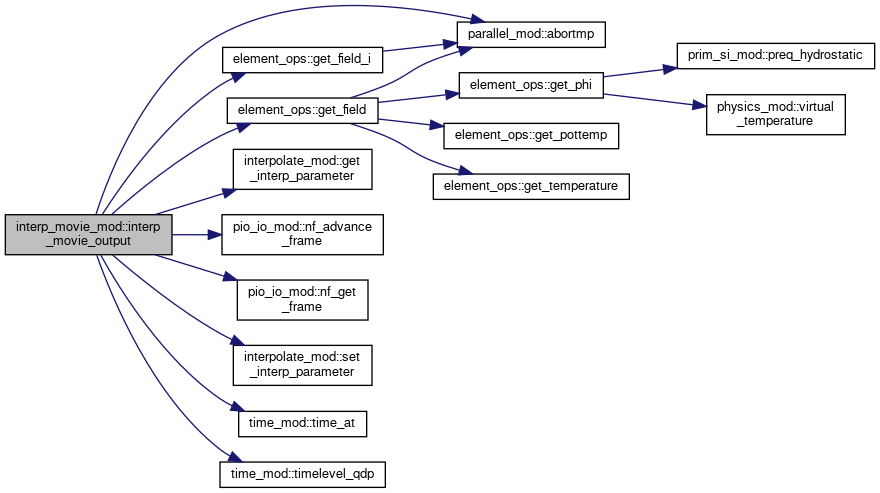 parallel_mod::abortmp
element_ops::get_field_i
prim_si_mod::preq_hydrostatic
element_ops::get_phi
element_ops::get_field
physics_mod::virtual
_temperature
element_ops::get_pottemp
interpolate_mod::get
_interp_parameter
element_ops::get_temperature
interp_movie_mod::interp
_movie_output
pio_io_mod::nf_advance
_frame
pio_io_mod::nf_get
_frame
interpolate_mod::set
_interp_parameter
time_mod::time_at
time_mod::timelevel_qdp